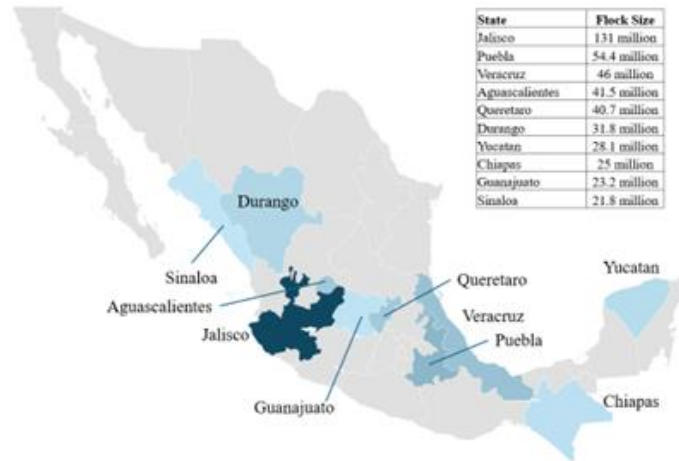 State Flock Size
Jalisco 131 million
Puebla 54.4 million
Veracruz 46 million
Aguascalientes 41.5 million
Queretaro 40.7 million
Durango 31.8 million
Yucatan 28.1 million
Chiapas 25 million
Guanajuato 23.2 million
Sinaloa 21.8 million
Durango
Sinaloa
Aguascalientes
Jalisco
Guanajuato
Queretaro
Veracruz
Puebla
Yucatan
Chiapas